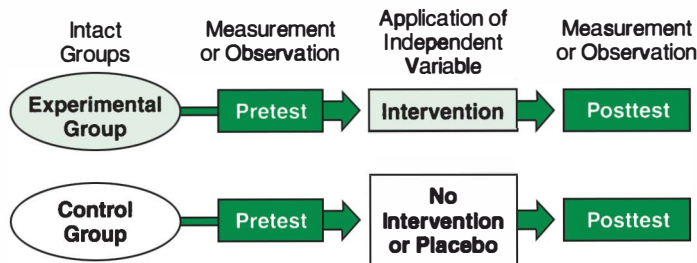 Intact
Groups
Measurement
or Observation
Application of
Independent
Variable
Measurement
or Observation
Experimental
Group
Pretest
Intervention
Posttest
Control
Group
Pretest
No
Intervention
or Placebo
Posttest